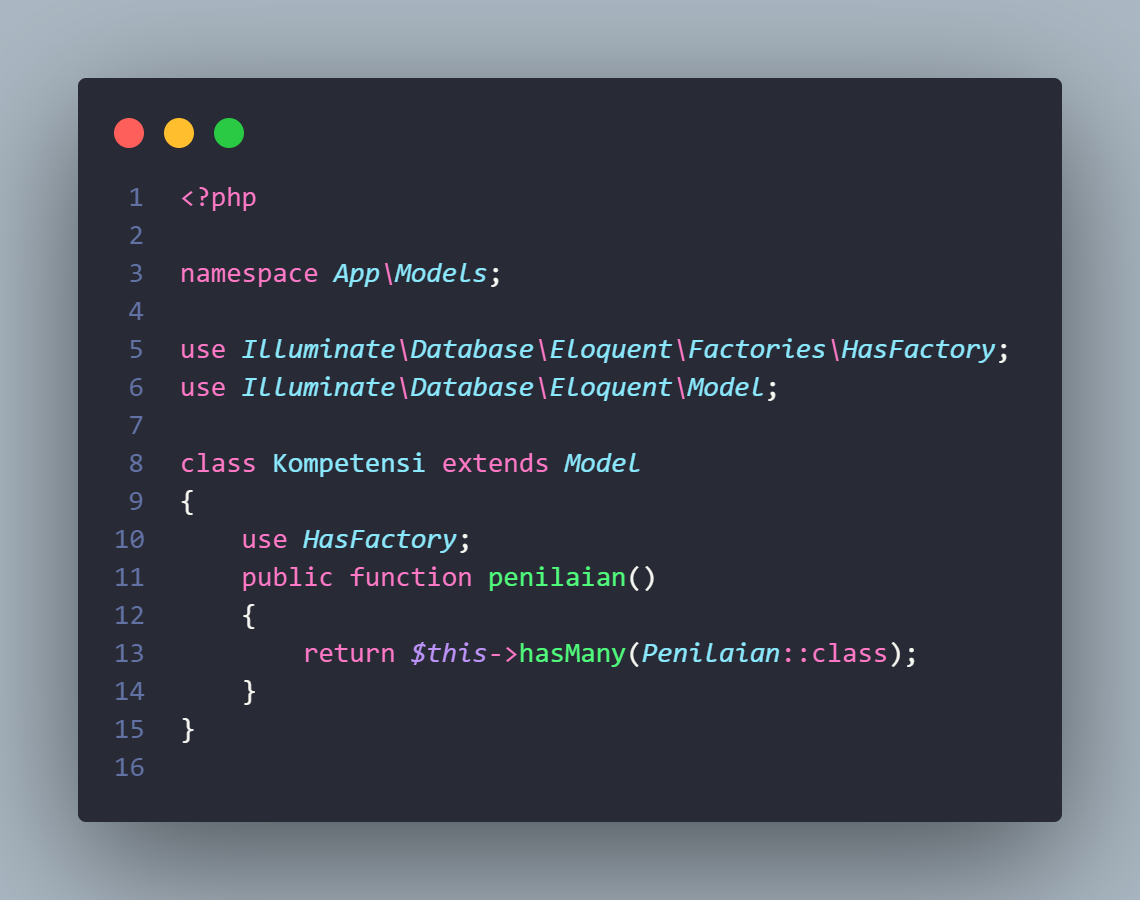 1 <?php
2
3 namespace App\Models;
4
5 use Illuminate\Database\Eloquent\Factories\HasFactory;
6 use Illuminate\Database\Eloquent\Model;
7
8 class Kompetensi extends Model
9 {
10     use HasFactory;
11     public function penilaian()
12     {
13         return $this->hasMany(Penilaian::class);
14     }
15 }
16